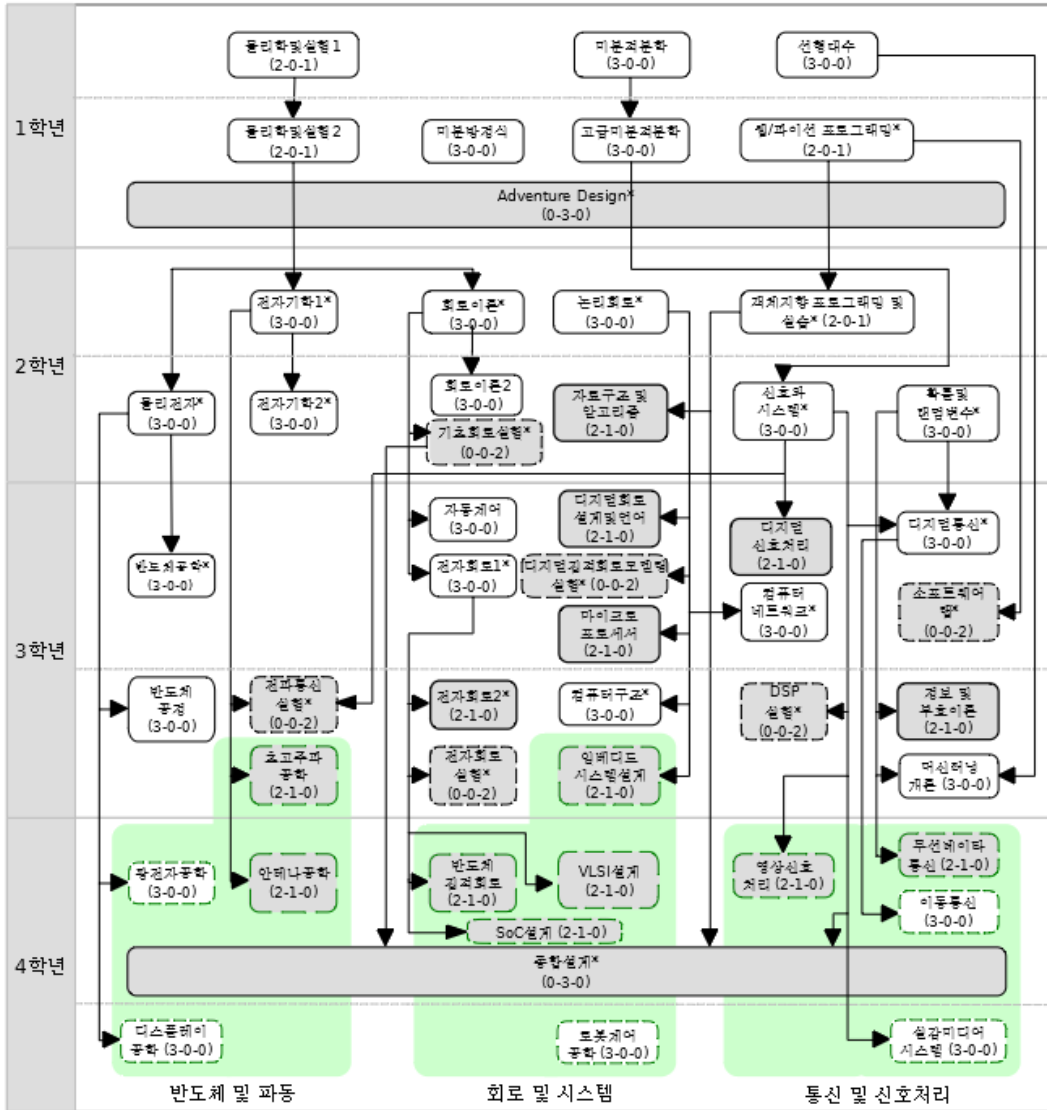 물리학및실험1
(2-0-1)
미분적분학
(3-0-0)
선형대수
(3-0-0)
1학년
물리학및실험2
(2-0-1)
미분방정식
(3-0-0)
고급미분적분학
(3-0-0)
웹/파이선 프로그래밍*
(2-0-1)
Adventure Design*
(0-3-0)
2학년
전자기학1*
(3-0-0)
회로이론*
(3-0-0)
논리회로*
(3-0-0)
객체지향 프로그래밍 및
실습* (2-0-1)
물리전자*
(3-0-0)
전자기학2*
(3-0-0)
회로이론2
(3-0-0)
자료구조 및
알고리즘
(2-1-0)
신호와
시스템*
(3-0-0)
확률및
랜덤변수*
(3-0-0)
기초회로실험*
(0-0-2)
3학년
자동제어
(3-0-0)
디지털회로
설계및언어
(2-1-0)
디지털
신호처리
(2-1-0)
디지털통신*
(3-0-0)
반도체공학*
(3-0-0)
전자회로1*
(3-0-0)
디지털집적회로모델링
실험* (0-0-2)
마이크로
프로세서
(2-1-0)
컴퓨터
네트워크*
(3-0-0)
소프트웨어
랩*
(0-0-2)
반도체
공정
(3-0-0)
전파통신
실험*
(0-0-2)
전자회로2*
(2-1-0)
컴퓨터구조*
(3-0-0)
DSP
실험*
(0-0-2)
정보 및
부호이론
(2-1-0)
초고주파
공학
(2-1-0)
전자회로
실험*
(0-0-2)
임베디드
시스템설계
(2-1-0)
머신러닝
개론 (3-0-0)
4학년
광전자공학
(3-0-0)
안테나공학
(2-1-0)
반도체
집적회로
(2-1-0)
VLSI설계
(2-1-0)
영상신호
처리 (2-1-0)
무선데이타
통신 (2-1-0)
이동통신
(3-0-0)
SoC설계 (2-1-0)
종합설계*
(0-3-0)
디스플레이
공학 (3-0-0)
로봇제어
공학 (3-0-0)
실감미디어
시스템 (3-0-0)
반도체 및 파동
회로 및 시스템
통신 및 신호처리